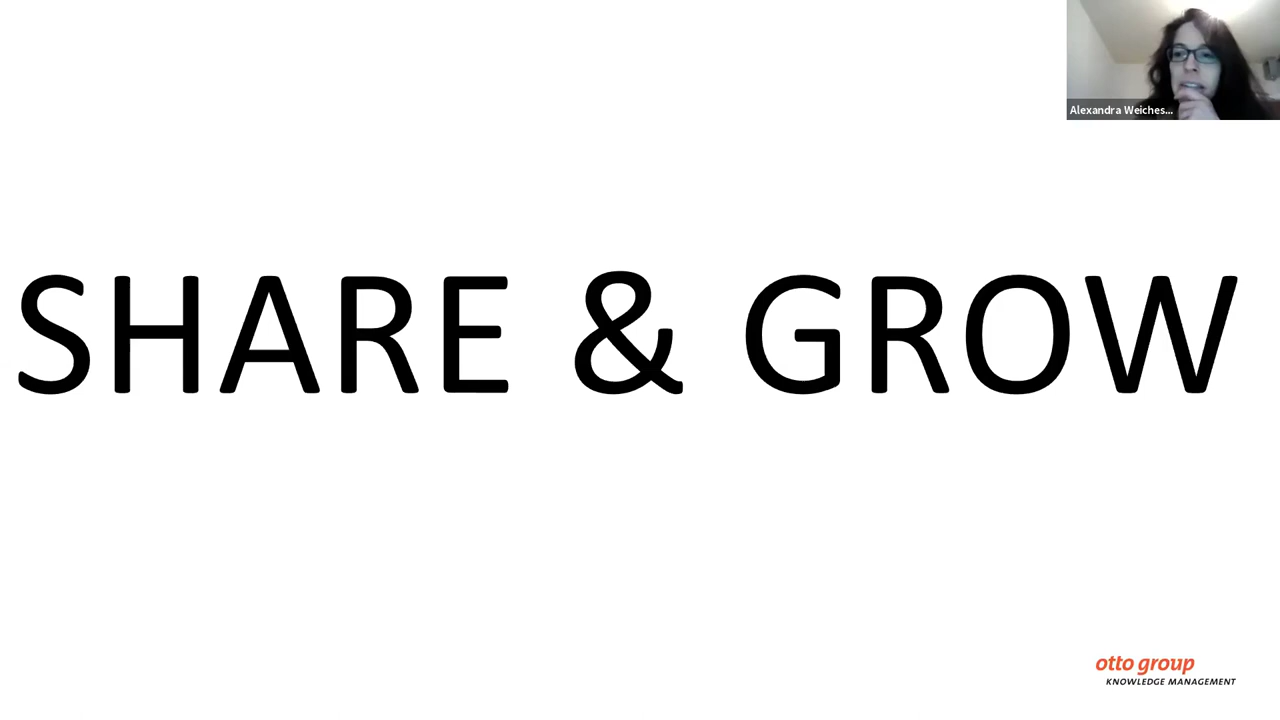 Alexandra Weiches...
SHARE & GROW
otto group
KNOWLEDGE MANAGEMENT